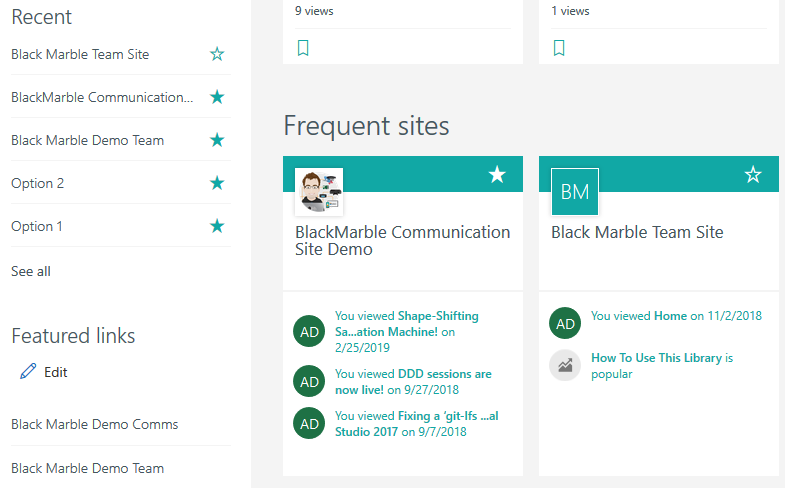 Recent
Black Marble Team Site
BlackMarble Communication...
Black Marble Demo Team
Option 2
Option 1
See all
Featured links
Edit
Black Marble Demo Comms
Black Marble Demo Team
9 views
1 views
Frequent sites
BlackMarble Communication
Site Demo
AD
You viewed Shape-Shifting
Sa...ation Machine! on
2/25/2019
AD
You viewed DDD sessions are
now live! on 9/27/2018
AD
You viewed Fixing a 'git-lfs ...al
Studio 2017 on 9/7/2018
BM
Black Marble Team Site
AD
You viewed Home on 11/2/2018
How To Use This Library is
popular